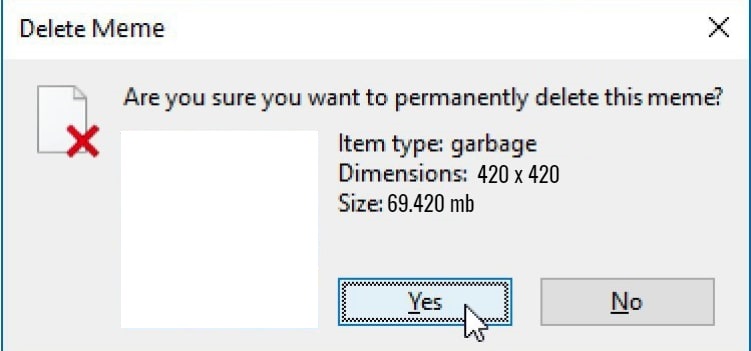 Delete Meme
Are you sure you want to permanently delete this meme?
Item type: garbage
Dimensions: 420 x 420
Size: 69.420 mb
Yes
No